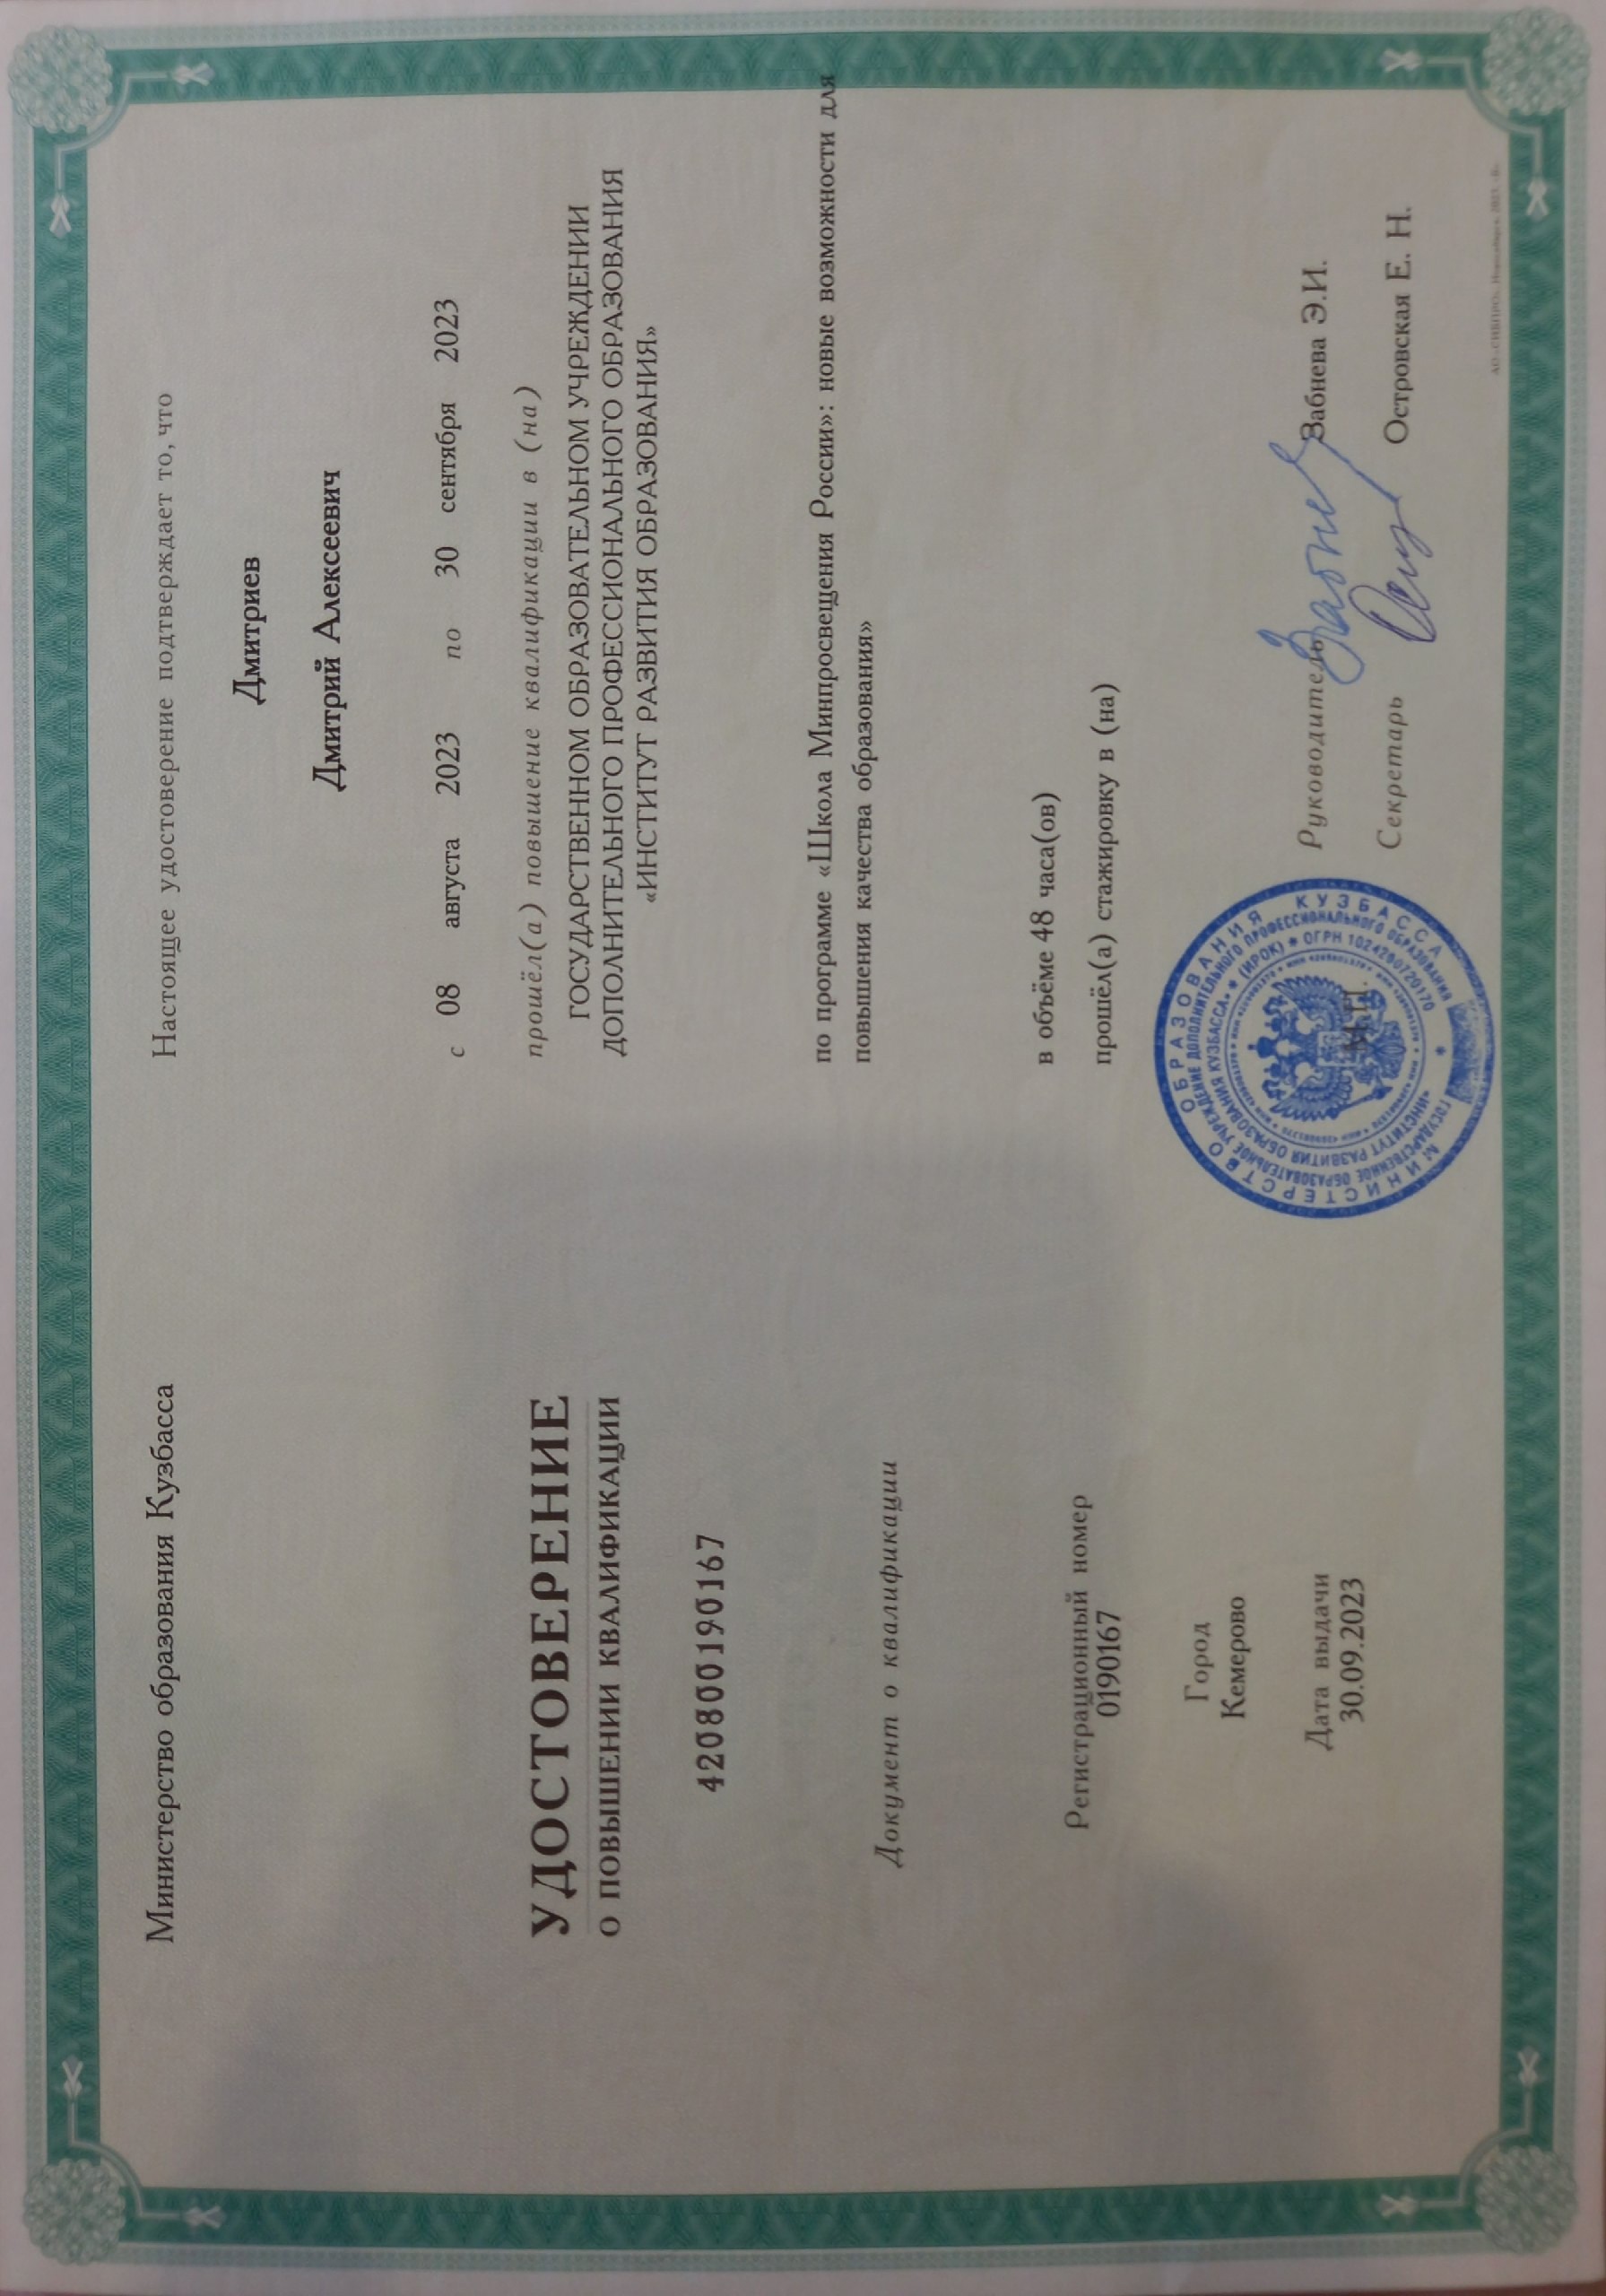 Министерство образования Кузбасса
УДОСТОВЕРЕНИЕ
О ПОВЫШЕНИИ КВАЛИФИКАЦИИ
420800190167
Документ о квалификации
Регистрационный номер
0190167
Город
Кемерово
Дата выдачи
30.09.2023
Настоящее удостоверение подтверждает то, что
Дмитриев
Дмитрий Алексеевич
с 08 августа 2023 по 30 сентября 2023
прошёл(а) повышение квалификации в (на)
ГОСУДАРСТВЕННОМ ОБРАЗОВАТЕЛЬНОМ УЧРЕЖДЕНИИ
ДОПОЛНИТЕЛЬНОГО ПРОФЕССИОНАЛЬНОГО ОБРАЗОВАНИЯ
«ИНСТИТУТ РАЗВИТИЯ ОБРАЗОВАНИЯ»
по программе «Школа Минпросвещения России»: новые возможности для
повышения качества образования»
в объёме 48 часа(ов)
прошёл(а) стажировку в (на)
Руководитель Забнева Э.И.
Секретарь Островская Е. Н.
М.П.
МИНИСТЕРСТВО ОБРАЗОВАНИЯ КУЗБАССА
ГОСУДАРСТВЕННОЕ ОБРАЗОВАТЕЛЬНОЕ УЧРЕЖДЕНИЕ ДОПОЛНИТЕЛЬНОГО ПРОФЕССИОНАЛЬНОГО ОБРАЗОВАНИЯ
«ИНСТИТУТ РАЗВИТИЯ ОБРАЗОВАНИЯ КУЗБАССА» * (ИРОК) * ОГРН 1024200720170